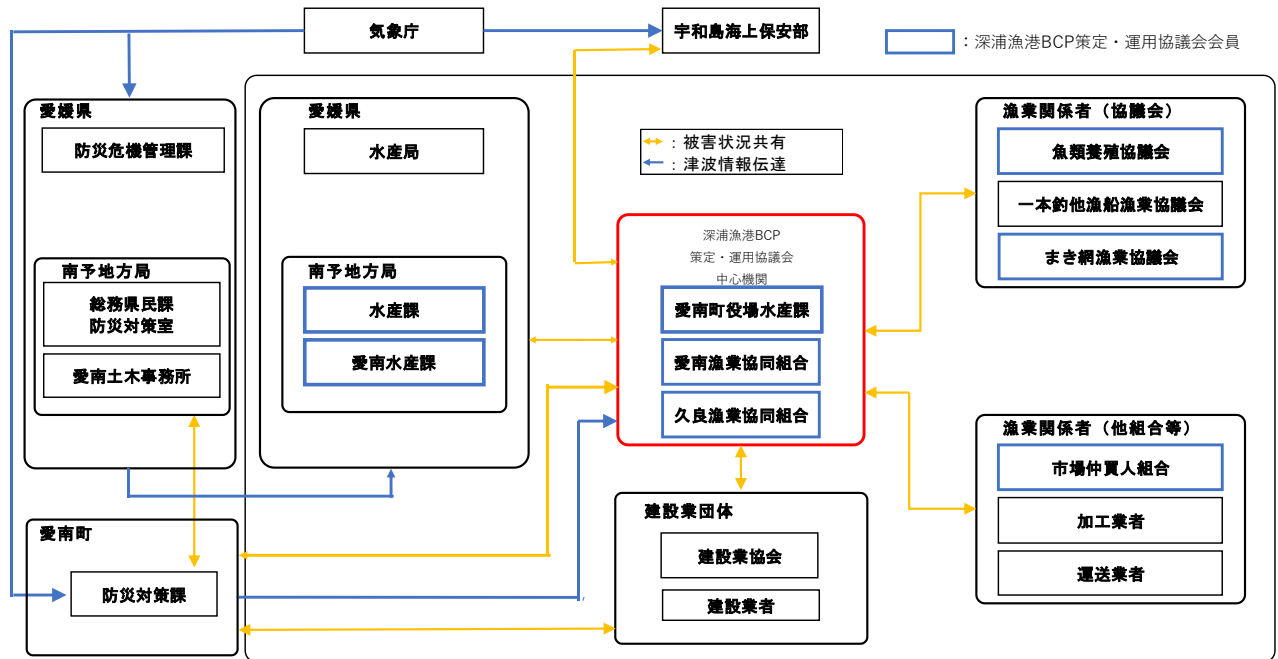 気象庁
宇和島海上保安部
：深浦漁港BCP策定・運用協議会会員
愛媛県
防災危機管理課
南予地方局
総務県民課
防災対策室
愛南土木事務所
愛南町
防災対策課
愛媛県
水産局
南予地方局
水産課
愛南水産課
：被害状況共有
：津波情報伝達
深浦漁港BCP
策定・運用協議会
中心機関
愛南町役場水産課
愛南漁業協同組合
久良漁業協同組合
建設業団体
建設業協会
建設業者
漁業関係者（協議会）
魚類養殖協議会
一本釣他漁船漁業協議会
まき網漁業協議会
漁業関係者（他組合等）
市場仲買人組合
加工業者
運送業者